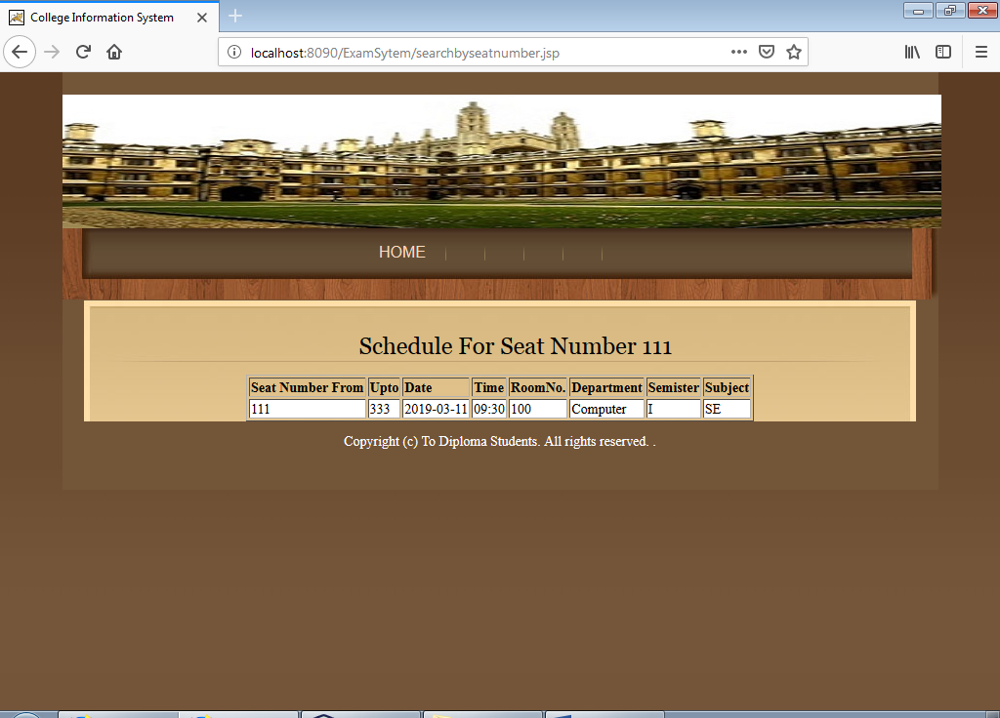 College Information System
localhost:8090/ExamSytem/searchbyseatnumber.jsp
HOME
Schedule For Seat Number 111
Seat Number From Upto Date Time RoomNo. Department Semister Subject
111 333 2019-03-11 09:30 100 Computer I SE
Copyright (c) To Diploma Students. All rights reserved. .